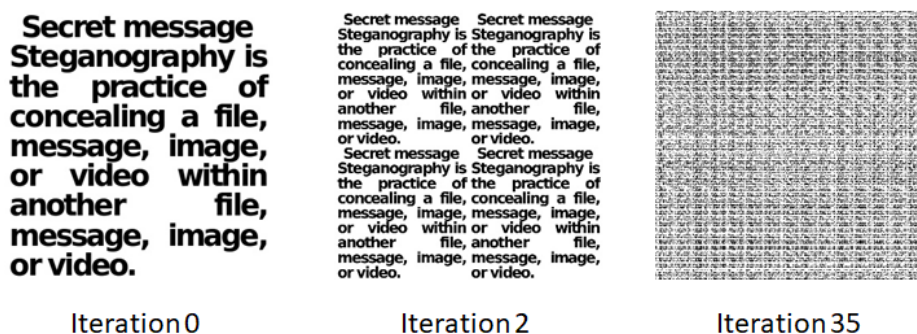 Secret message
Steganography is
the practice of
concealing a file,
message, image,
or video within
another file,
message, image,
or video.
Secret message Secret message
Steganography is Steganography is
the practice of the practice of
concealing a file, concealing a file,
message, image, message, image,
or video within or video within
another file, another file,
message, image, message, image,
or video. or video.
Secret message Secret message
Steganography is Steganography is
the practice of the practice of
concealing a file, concealing a file,
message, image, message, image,
or video within or video within
another file, another file,
message, image, message, image,
or video. or video.
Iteration 0
Iteration 2
Iteration 35